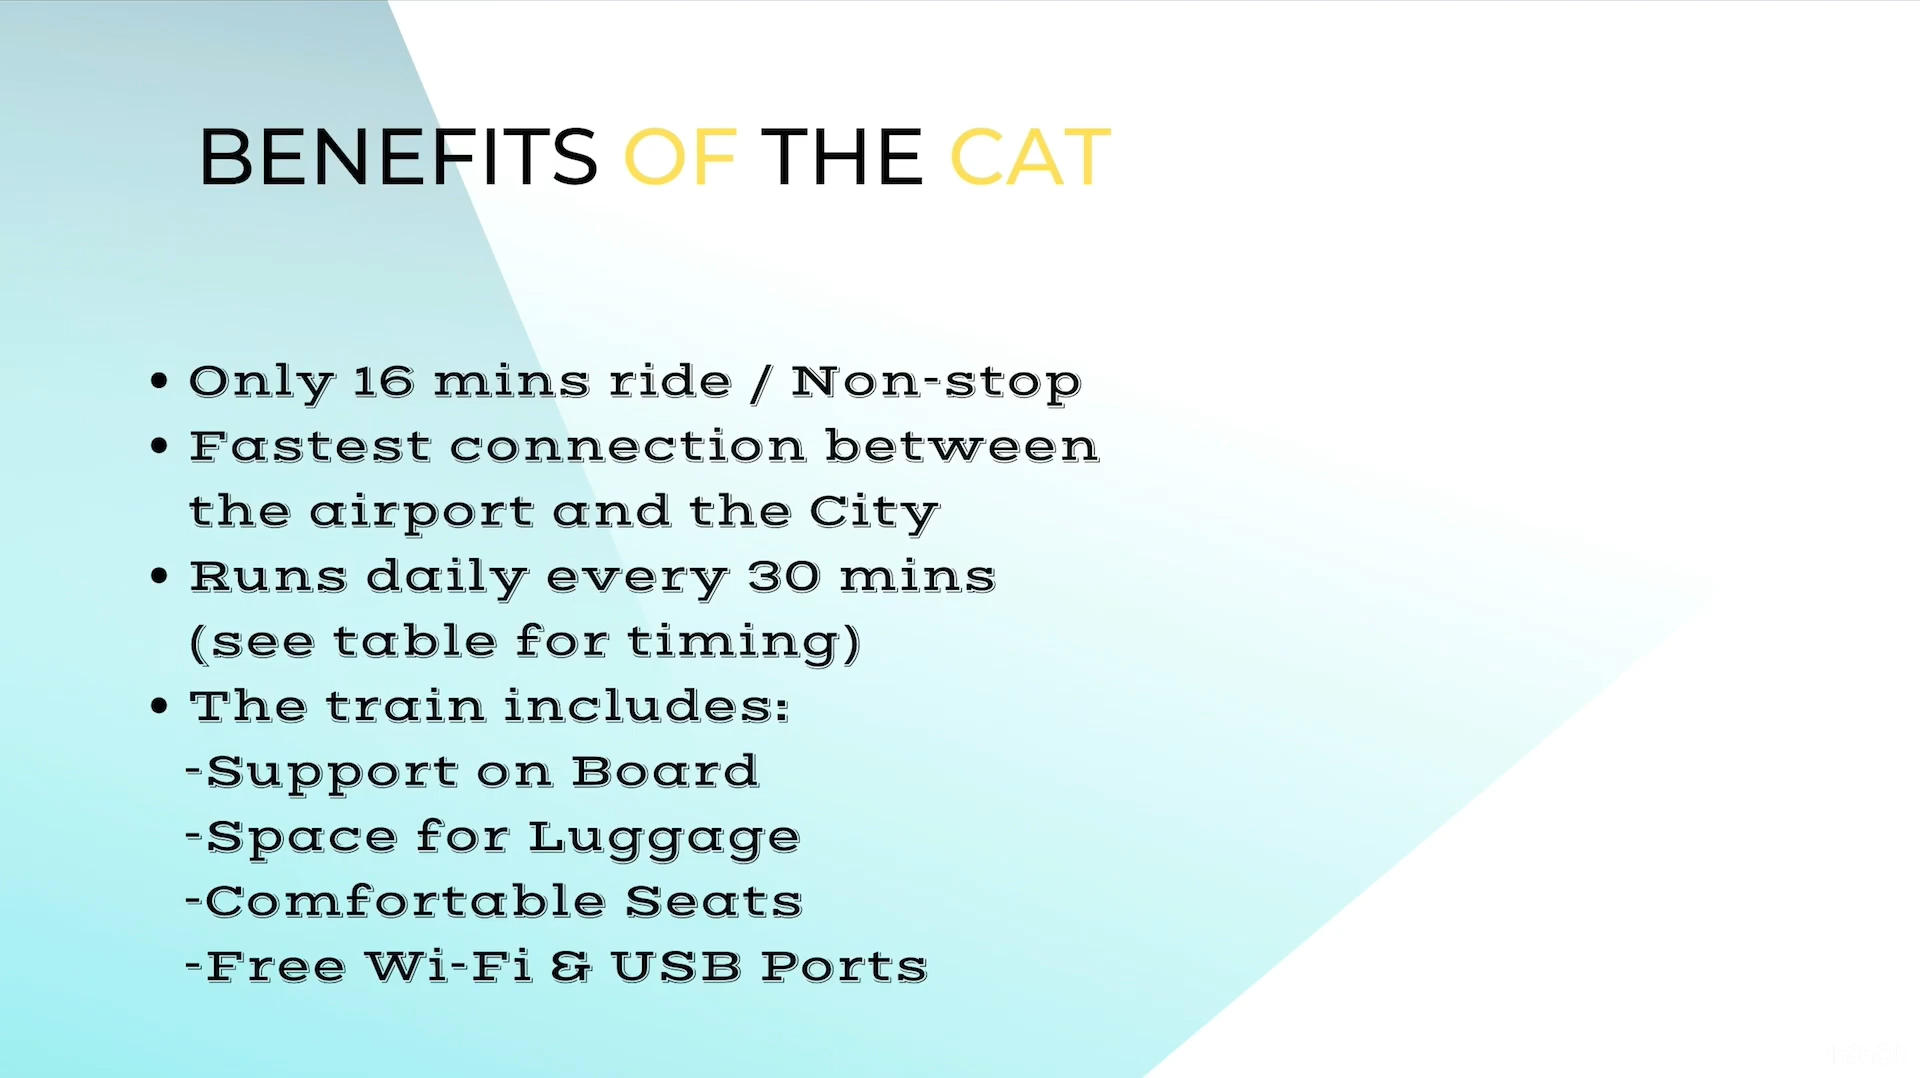 BENEFITS OF THE CAT
• Only 16 mins ride / Non-stop
• Fastest connection between
the airport and the City
• Runs daily every 30 mins
(see table for timing)
• The train includes:
-Support on Board
-Space for Luggage
-Comfortable Seats
-Free Wi-Fi & USB Ports